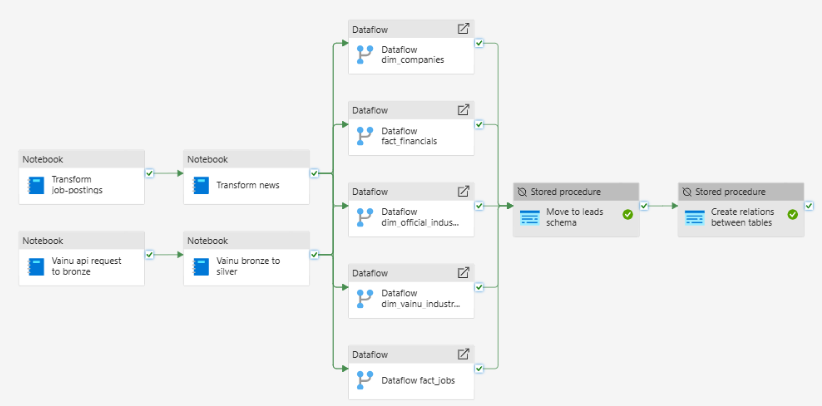 Dataflow
Dataflow
dim_companies
Dataflow
Dataflow
fact_financials
Notebook
Transform
job-postings
Notebook
Transform news
Dataflow
Dataflow
dim_official_indus...
Stored procedure
Move to leads
schema
Stored procedure
Create relations
between tables
Notebook
Vainu api request
to bronze
Notebook
Vainu bronze to
silver
Dataflow
Dataflow
dim_vainu_industr...
Dataflow
Dataflow fact_jobs